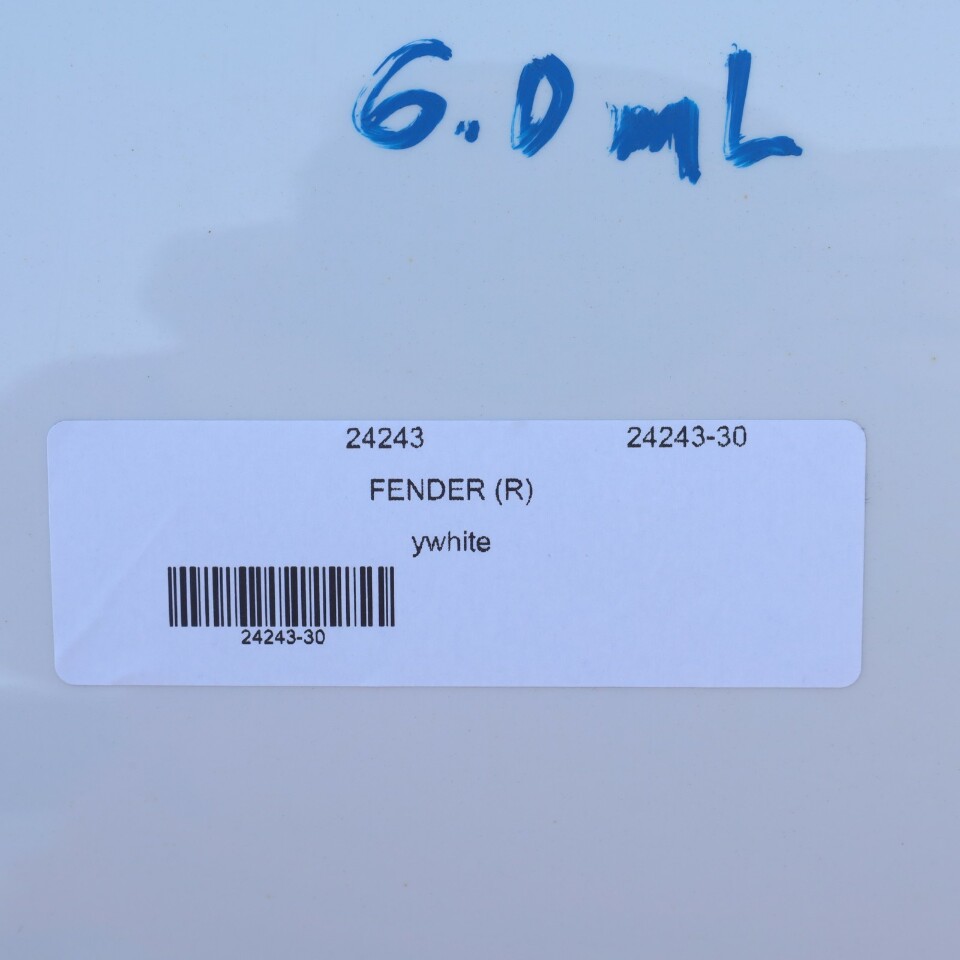 6.0 mL
24243 24243-30
FENDER (R)
ywhite
24243-30